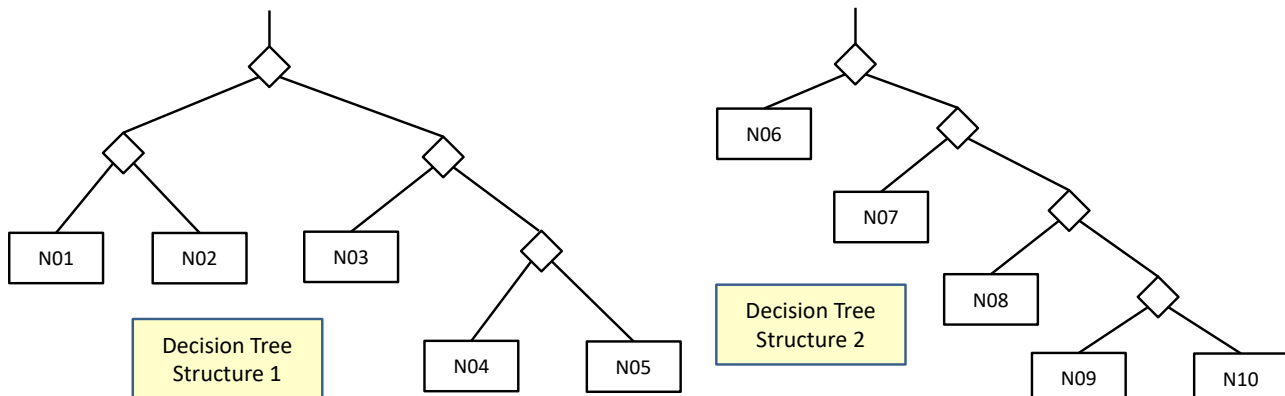 N01
N02
N03
N04
N05
Decision Tree
Structure 1
N06
N07
N08
N09
N10
Decision Tree
Structure 2